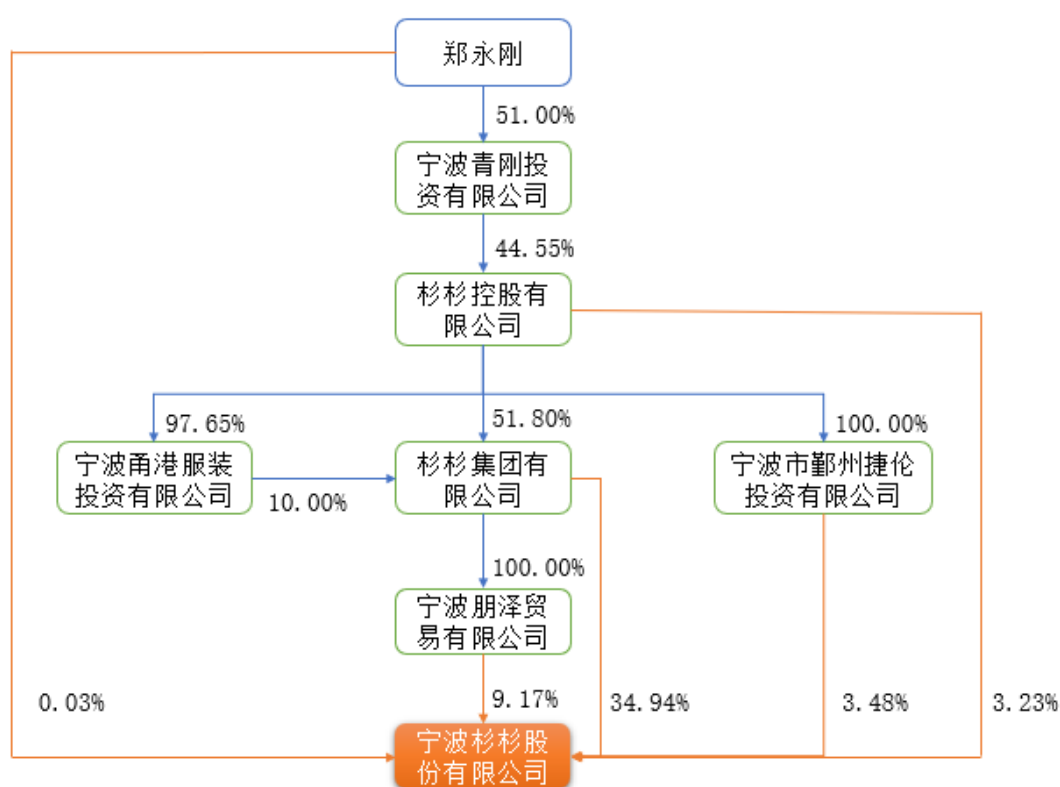 郑永刚
51.00%
宁波青刚投
资有限公司
44.55%
杉杉控股有
限公司
97.65%
51.80%
100.00%
宁波甬港服装
投资有限公司
10.00%
杉杉集团有
限公司
宁波市鄞州捷伦
投资有限公司
100.00%
宁波朋泽贸
易有限公司
0.03%
9.17%
34.94%
3.48%
3.23%
宁波杉杉股
份有限公司